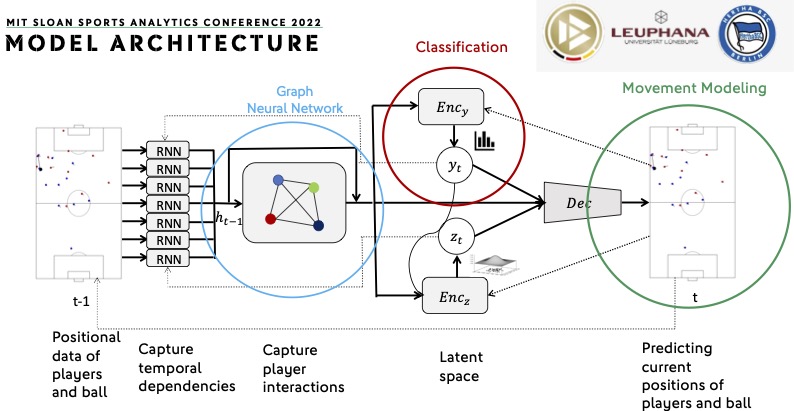 MIT SLOAN SPORTS ANALYTICS CONFERENCE 2022
MODEL ARCHITECTURE
LEUPHANA
UNIVERSITÄT LÜNEBURG
HERTHA BSC
BERLIN
Classification
Graph
Neural Network
Movement Modeling
RNN
RNN
RNN
RNN
RNN
RNN
RNN
h_{t-1}
Enc_y
y_t
z_t
Enc_z
Dec
t-1
t
Positional
data of
players
and ball
Capture
temporal
dependencies
Capture
player
interactions
Latent
space
Predicting
current
positions of
players and ball